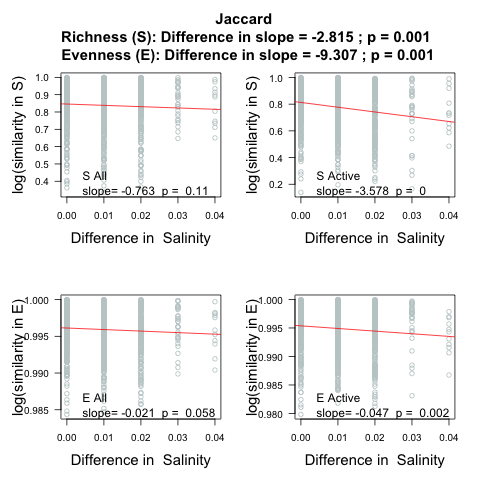 Jaccard
Richness (S): Difference in slope = -2.815 ; p = 0.001
Evenness (E): Difference in slope = -9.307 ; p = 0.001
log(similarity in S)
1.0
0.9
0.8
0.7
0.6
0.5
0.4
S All
slope= -0.763 p = 0.11
0.00 0.01 0.02 0.03 0.04
Difference in Salinity
log(similarity in S)
1.0
0.8
0.6
0.4
0.2
S Active
slope= -3.578 p = 0
0.00 0.01 0.02 0.03 0.04
Difference in Salinity
log(similarity in E)
1.000
0.995
0.990
0.985
E All
slope= -0.021 p = 0.058
0.00 0.01 0.02 0.03 0.04
Difference in Salinity
log(similarity in E)
1.000
0.995
0.990
0.985
0.980
E Active
slope= -0.047 p = 0.002
0.00 0.01 0.02 0.03 0.04
Difference in Salinity